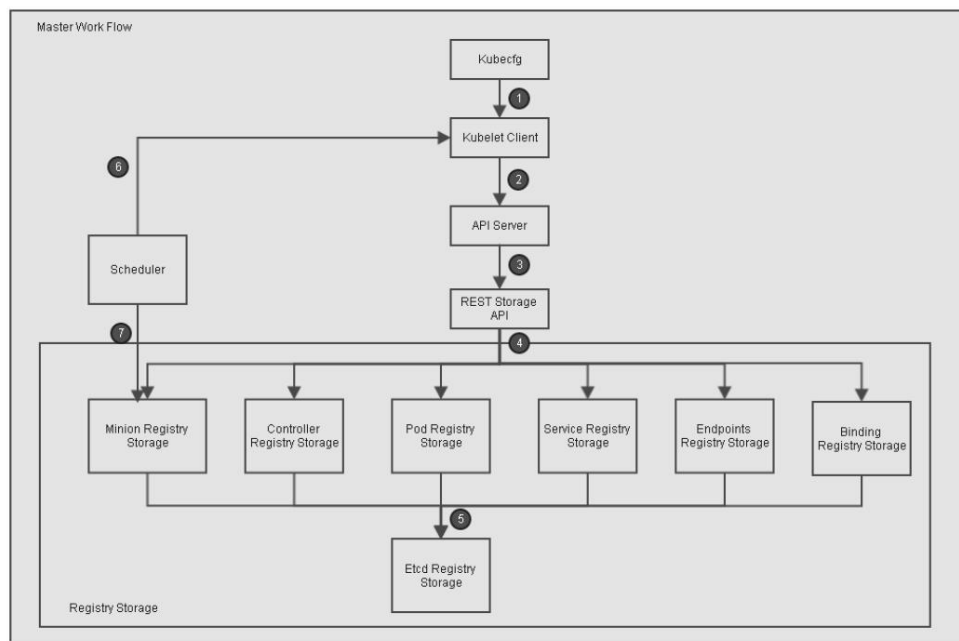 Master Work Flow
Kubecfg
1
Kubelet Client
6
2
API Server
Scheduler
3
REST Storage
API
7
4
Minion Registry
Storage
Controller
Registry Storage
Pod Registry
Storage
Service Registry
Storage
Endpoints
Registry Storage
Binding
Registry Storage
5
Etcd Registry
Storage
Registry Storage